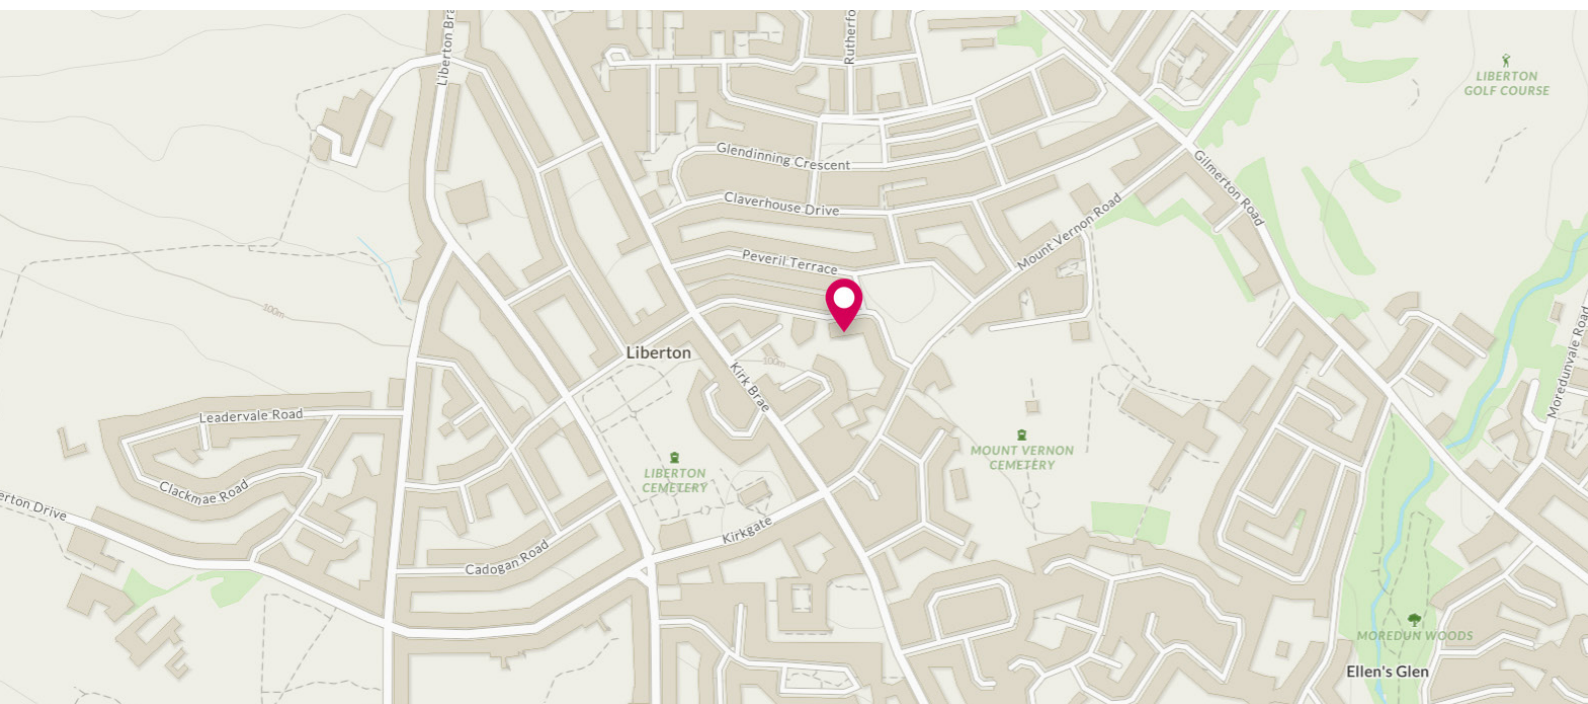 Liberton Bra
Rutherfo
LIBERTON
GOLF COURSE
Glendinning Crescent
Gilmerton Road
Claverhouse Drive
Mount Vernon Road
Peveril Terrace
100m
Moredunvale Road
Liberton
100m
Kirk Brae
Leadervale Road
MOUNT VERNON
CEMETERY
LIBERTON
CEMETERY
Clackmae Road
erton Drive
Kirkgate
Cadogan Road
MOREDUN WOODS
Ellen's Glen